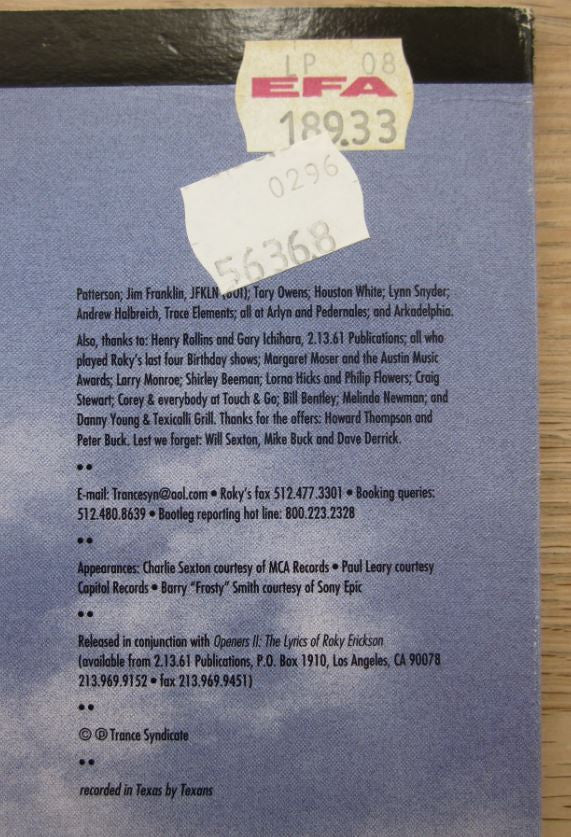 LP 08
EFA
189.33
0296
56368
Patterson; Jim Franklin, JFKLN (6UI); Tary Owens; Houston White; Lynn Snyder;
Andrew Halbreich, Trace Elements; all at Arlyn and Pedernales; and Arkadelphia.
Also, thanks to: Henry Rollins and Gary Ichihara, 2.13.61 Publications; all who
played Roky's last four Birthday shows; Margaret Moser and the Austin Music
Awards; Larry Monroe; Shirley Beeman; Lorna Hicks and Philip Flowers; Craig
Stewart; Corey & everybody at Touch & Go; Bill Bentley; Melinda Newman; and
Danny Young & Texicalli Grill. Thanks for the offers: Howard Thompson and
Peter Buck. Lest we forget: Will Sexton, Mike Buck and Dave Derrick.
••
E-mail: Trancesyn@aol.com • Roky's fax 512.477.3301 • Booking queries:
512.480.8639 • Bootleg reporting hot line: 800.223.2328
••
Appearances: Charlie Sexton courtesy of MCA Records • Paul Leary courtesy
Capitol Records • Barry "Frosty" Smith courtesy of Sony Epic
••
Released in conjunction with Openers II: The Lyrics of Roky Erickson
(available from 2.13.61 Publications, P.O. Box 1910, Los Angeles, CA 90078
213.969.9152 • fax 213.969.9451)
••
© ℗ Trance Syndicate
••
recorded in Texas by Texans